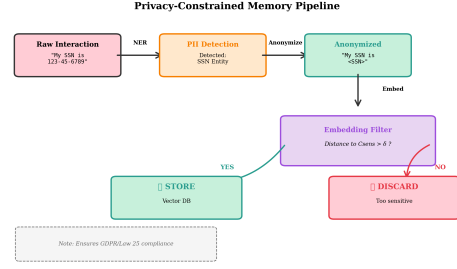 Privacy-Constrained Memory Pipeline
Raw Interaction
"My SSN is
123-45-6789"
NER
PII Detection
Detected:
SSN Entity
Anonymize
Anonymized
"My SSN is
<SSN>"
Embed
Embedding Filter
Distance to Csens > δ ?
YES
NO
STORE
Vector DB
DISCARD
Too sensitive
Note: Ensures GDPR/Low 25 compliance